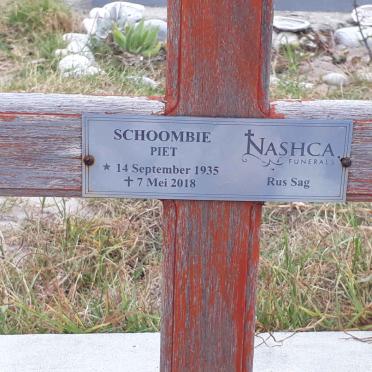 SCHOOMBIE
PIET
★ 14 September 1935
✝ 7 Mei 2018
NASHCA
FUNERALS
Rus Sag